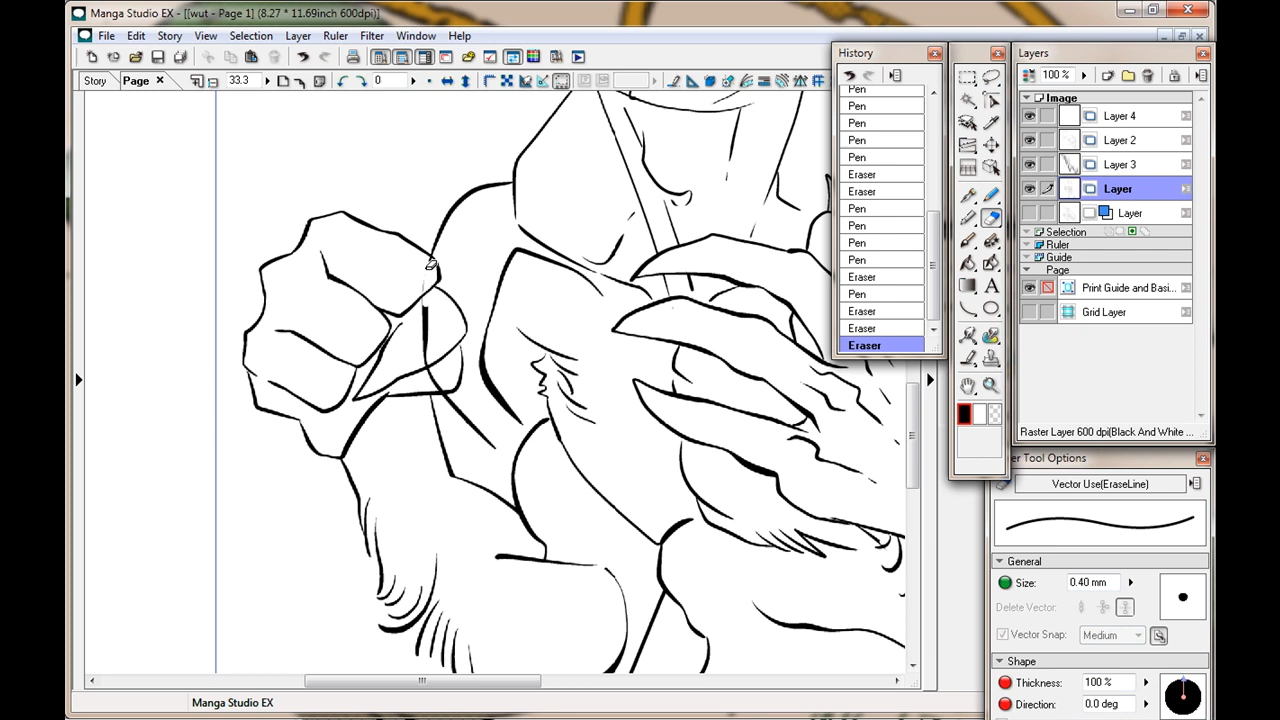 Manga Studio EX - [[wut - Page 1] (8.27 * 11.69inch 600dpi)]
File Edit Story View Selection Layer Ruler Filter Window Help
Story Page 33.3 0
History
Pen
Pen
Pen
Pen
Pen
Eraser
Eraser
Pen
Pen
Pen
Pen
Eraser
Pen
Eraser
Eraser
Eraser
Layers
100 %
Image
Layer 4
Layer 2
Layer 3
Layer
Layer
Selection
Ruler
Guide
Page
Print Guide and Basi...
Grid Layer
Raster Layer 600 dpi(Black And White ...
er Tool Options
Vector Use(EraseLine)
General
Size: 0.40 mm
Delete Vector:
Vector Snap: Medium
Shape
Thickness: 100 %
Direction: 0.0 deg
Manga Studio EX